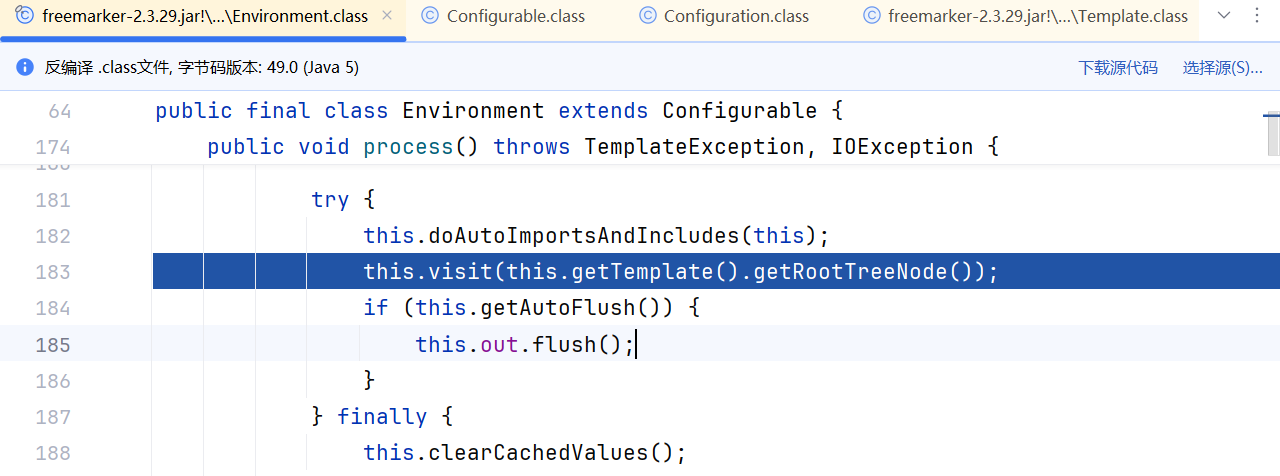 freemarker-2.3.29.jar!\...\Environment.class Configurable.class Configuration.class freemarker-2.3.29.jar!\...\Template.class
反编译 .class文件, 字节码版本: 49.0 (Java 5) 下载源代码 选择源(S)...
64 public final class Environment extends Configurable {
174 public void process() throws TemplateException, IOException {
181 try {
182 this.doAutoImportsAndIncludes(this);
183 this.visit(this.getTemplate().getRootTreeNode());
184 if (this.getAutoFlush()) {
185 this.out.flush();
186 }
187 } finally {
188 this.clearCachedValues();